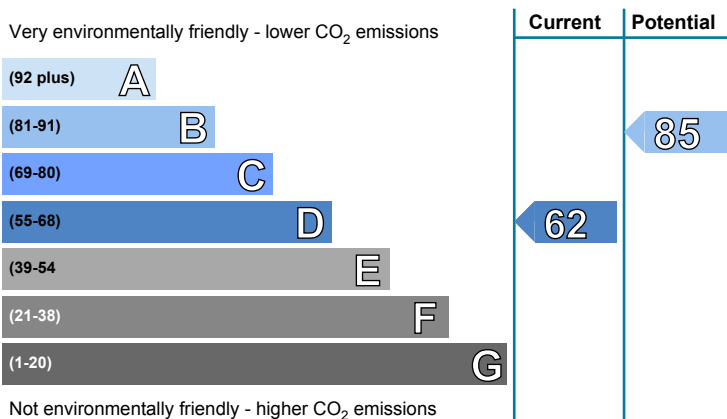 Current Potential
Very environmentally friendly - lower CO2 emissions
(92 plus) A
(81-91) B
85
(69-80) C
(55-68) D
62
(39-54 E
(21-38) F
(1-20) G
Not environmentally friendly - higher CO2 emissions